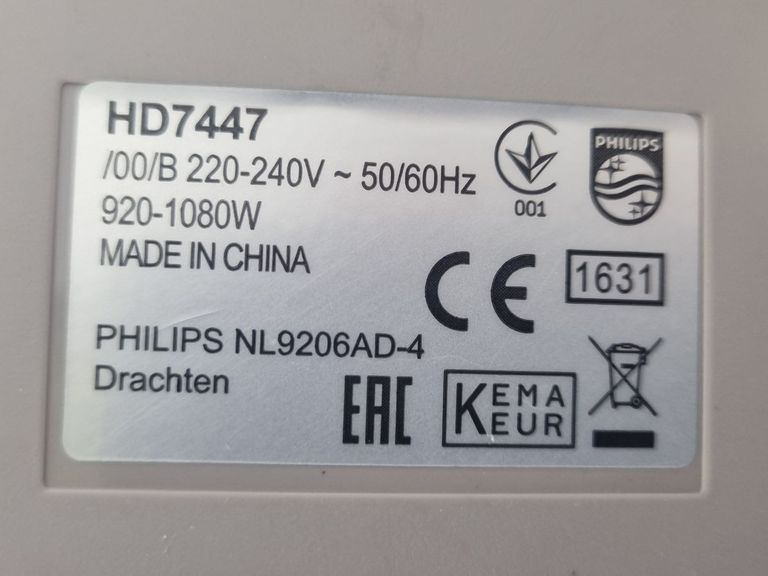 HD7447
/00/B 220-240V ~ 50/60Hz
920-1080W
MADE IN CHINA
001
PHILIPS
CE
1631
PHILIPS NL9206AD-4
Drachten
EAC
KEMA
KEUR